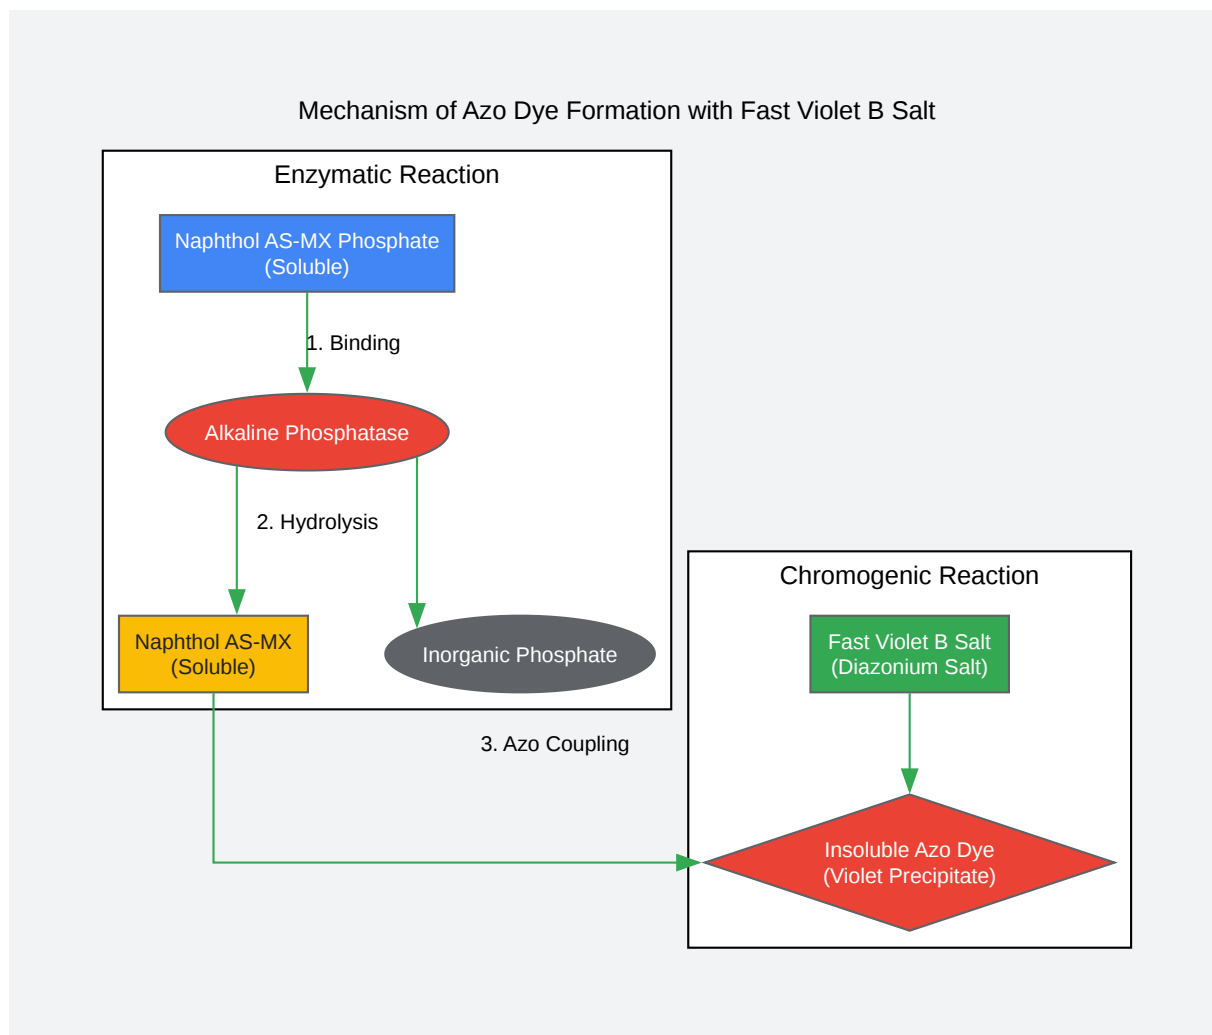 Mechanism of Azo Dye Formation with Fast Violet B Salt
Enzymatic Reaction
Naphthol AS-MX Phosphate
(Soluble)
1. Binding
Alkaline Phosphatase
2. Hydrolysis
Naphthol AS-MX
(Soluble)
Inorganic Phosphate
3. Azo Coupling
Chromogenic Reaction
Fast Violet B Salt
(Diazonium Salt)
Insoluble Azo Dye
(Violet Precipitate)